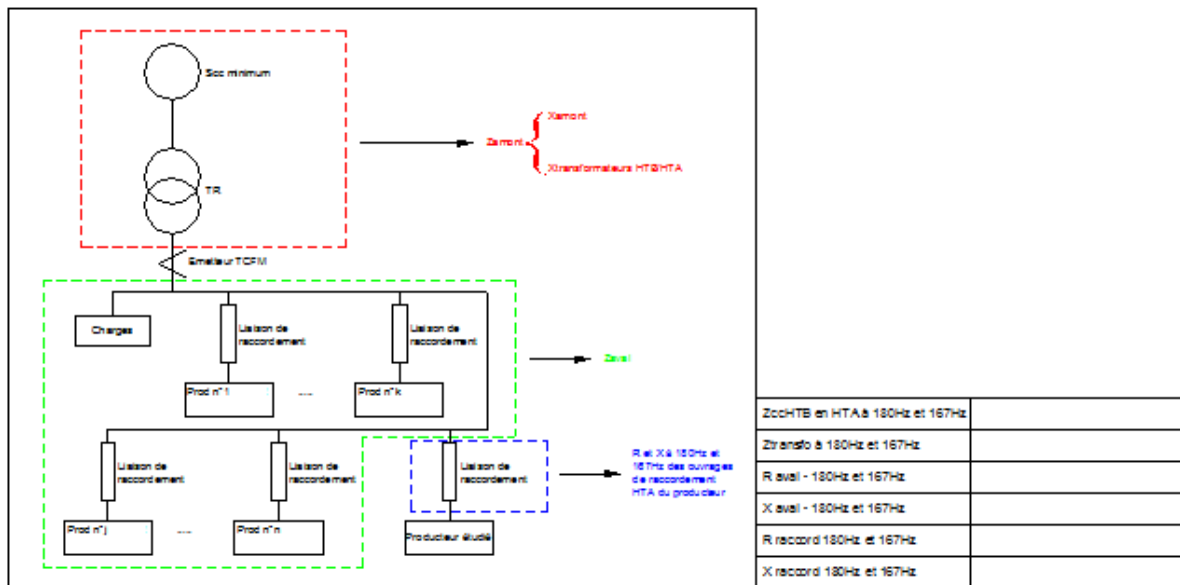 Scc minimum
Xamont
Zamont
Xtransformateurs HTB/HTA
TR
Emetteur TCFM
Charges
Liaison de
raccordement
Liaison de
raccordement
Zaval
Prod n°1
....
Prod n°k
Liaison de
raccordement
Liaison de
raccordement
Liaison de
raccordement
R et X à 180Hz et
167Hz des ouvrages
de raccordement
HTA du producteur
Prod n°j
....
Prod n°n
Producteur étudié
ZccHTB en HTA à 180Hz et 167Hz
Ztransfo à 180Hz et 167Hz
R aval - 180Hz et 167Hz
X aval - 180Hz et 167Hz
R raccord 180Hz et 167Hz
X raccord 180Hz et 167Hz